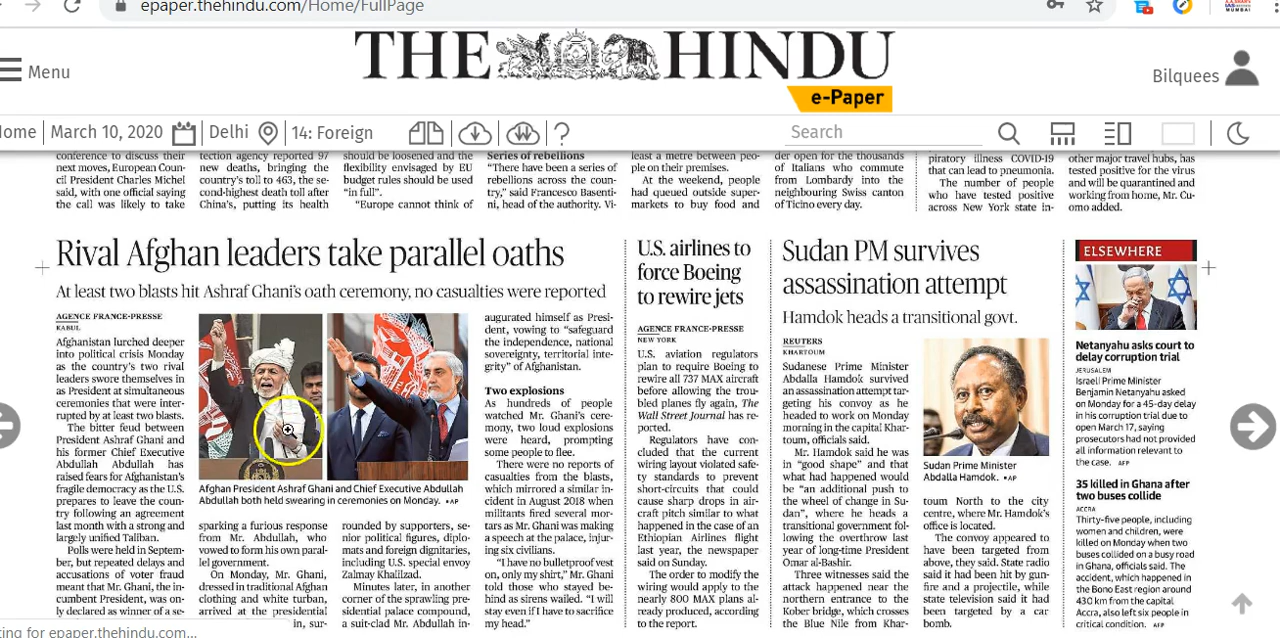 epaper.thehindu.com/Home/FullPage
Menu
THE HINDU
e-Paper
Bilquees
ome
March 10, 2020
Delhi
14: Foreign
?
Search
conference to discuss their
next moves, European Coun-
cil President Charles Michel
said, with one official saying
the call was likely to take
tection agency reported 97
new deaths, bringing the
country's toll to 463, the se-
cond-highest death toll after
China's, putting its health
should be loosened and the
flexibility envisaged by EU
budget rules should be used
"in full".
"Europe cannot think of
Series of rebellions
"There have been a series of
rebellions across the coun-
try," said Francesco Basenti-
ni, head of the authority. Vi-
least a metre between peo-
ple on their premises.
At the weekend, people
had queued outside super-
markets to buy food and
der open for the thousands
of Italians who commute
from Lombardy into the
neighbouring Swiss canton
of Ticino every day.
piratory illness COVID-19
that can lead to pneumonia.
The number of people
who have tested positive
across New York state in-
other major travel hubs, has
tested positive for the virus
and will be quarantined and
working from home, Mr. Cu-
omo added.
Rival Afghan leaders take parallel oaths
At least two blasts hit Ashraf Ghani's oath ceremony, no casualties were reported
AGENCE FRANCE-PRESSE
KABUL
Afghanistan lurched deeper
into political crisis Monday
as the country's two rival
leaders swore themselves in
as President at simultaneous
ceremonies that were inter-
rupted by at least two blasts.
The bitter feud between
President Ashraf Ghani and
his former Chief Executive
Abdullah Abdullah has
raised fears for Afghanistan's
fragile democracy as the U.S.
prepares to leave the coun-
try following an agreement
last month with a strong and
largely unified Taliban.
Polls were held in Septem-
ber, but repeated delays and
accusations of voter fraud
meant that Mr. Ghani, the in-
cumbent President, was on-
ly declared as winner of a se-
Afghan President Ashraf Ghani and Chief Executive Abdullah
Abdullah both held swearing in ceremonies on Monday. •AP
sparking a furious response
from Mr. Abdullah, who
vowed to form his own paral-
lel government.
On Monday, Mr. Ghani,
dressed in traditional Afghan
clothing and white turban,
arrived at the presidential
in, sur-
rounded by supporters, se-
nior political figures, diplo-
mats and foreign dignitaries,
including U.S. special envoy
Zalmay Khalilzad.
Minutes later, in another
corner of the sprawling pre-
sidential palace compound,
a suit-clad Mr. Abdullah in-
augurated himself as Presi-
dent, vowing to "safeguard
the independence, national
sovereignty, territorial inte-
grity" of Afghanistan.
Two explosions
As hundreds of people
watched Mr. Ghani's cere-
mony, two loud explosions
were heard, prompting
some people to flee.
There were no reports of
casualties from the blasts,
which mirrored a similar in-
cident in August 2018 when
militants fired several mor-
tars as Mr. Ghani was making
a speech at the palace, injur-
ing six civilians.
"I have no bulletproof vest
on, only my shirt," Mr. Ghani
told those who stayed be-
hind as sirens wailed. "I will
stay even if I have to sacrifice
my head."
U.S. airlines to
force Boeing
to rewire jets
AGENCE FRANCE-PRESSE
NEW YORK
U.S. aviation regulators
plan to require Boeing to
rewire all 737 MAX aircraft
before allowing the trou-
bled planes fly again, The
Wall Street Journal has re-
ported.
Regulators have con-
cluded that the current
wiring layout violated safe-
ty standards to prevent
short-circuits that could
cause sharp drops in air-
craft pitch similar to what
happened in the case of an
Ethiopian Airlines flight
last year, the newspaper
said on Sunday.
The order to modify the
wiring would apply to the
nearly 800 MAX plans al-
ready produced, according
to the report.
Sudan PM survives
assassination attempt
Hamdok heads a transitional govt.
REUTERS
KHARTOUM
Sudanese Prime Minister
Abdalla Hamdok survived
an assassination attempt tar-
geting his convoy as he
headed to work on Monday
morning in the capital Khar-
toum, officials said.
Mr. Hamdok said he was
in "good shape" and that
what had happened would
be "an additional push to
the wheel of change in Su-
dan", where he heads a
transitional government fol-
lowing the overthrow last
year of long-time President
Omar al-Bashir.
Three witnesses said the
attack happened near the
northern entrance to the
Kober bridge, which crosses
the Blue Nile from Khar-
Sudan Prime Minister
Abdalla Hamdok. •AP
toum North to the city
centre, where Mr. Hamdok's
office is located.
The convoy appeared to
have been targeted from
above, they said. State radio
said it had been hit by gun-
fire and a projectile, while
state television said it had
been targeted by a car
bomb.
ELSEWHERE
Netanyahu asks court to
delay corruption trial
JERUSALEM
Israeli Prime Minister
Benjamin Netanyahu asked
on Monday for a 45-day delay
in his corruption trial due to
open March 17, saying
prosecutors had not provided
all information relevant to
the case. AFP
35 killed in Ghana after
two buses collide
ACCRA
Thirty-five people, including
women and children, were
killed on Monday when two
buses collided on a busy road
in Ghana, officials said. The
accident, which happened in
the Bono East region around
430 km from the capital
Accra, also left six people in
critical condition. AFP
ting for epaper.thehindu.com...